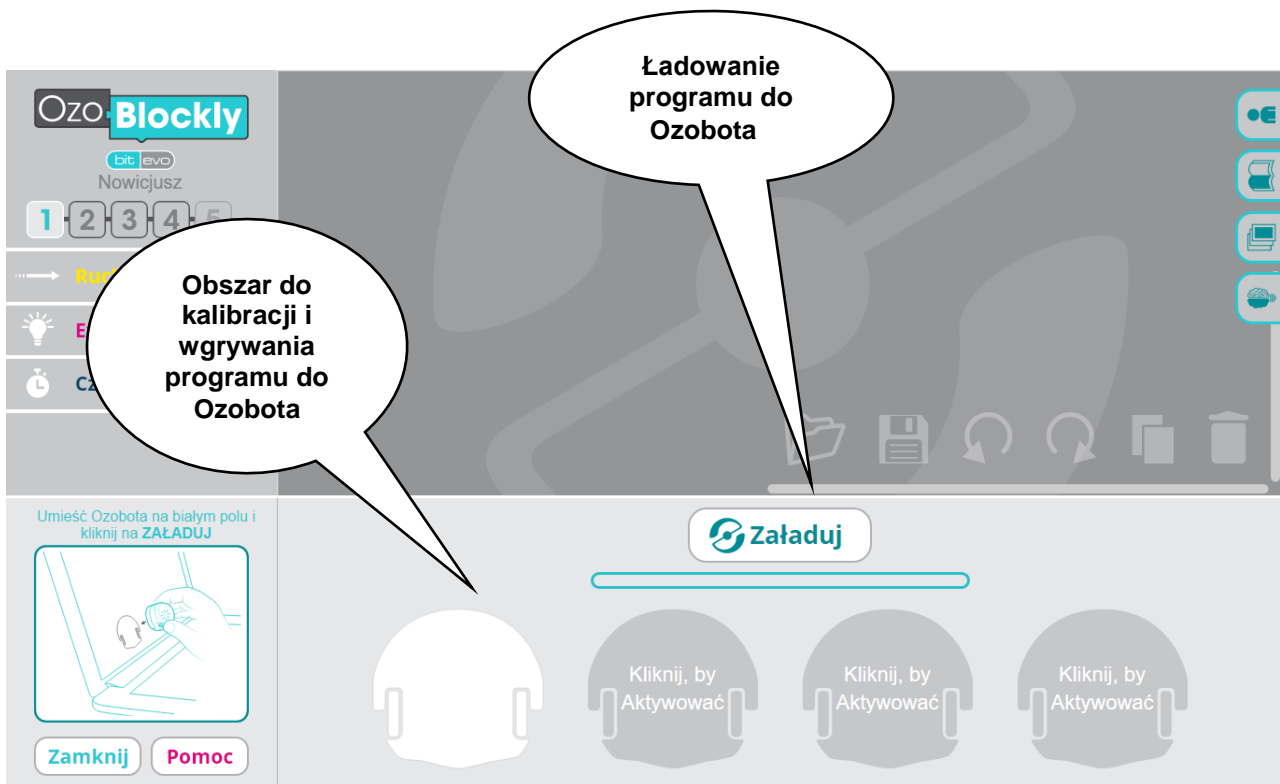 Ładowanie
programu do
Ozobota
Ozo Blockly
bit evo
Nowicjusz
1 2 3 4 5
Obszar do
kalibracji i
wgrywania
programu do
Ozobota
Umieść Ozobota na białym polu i
kliknij na ZAŁADUJ
Załaduj
Kliknij, by
Aktywować
Kliknij, by
Aktywować
Kliknij, by
Aktywować
Zamknij
Pomoc